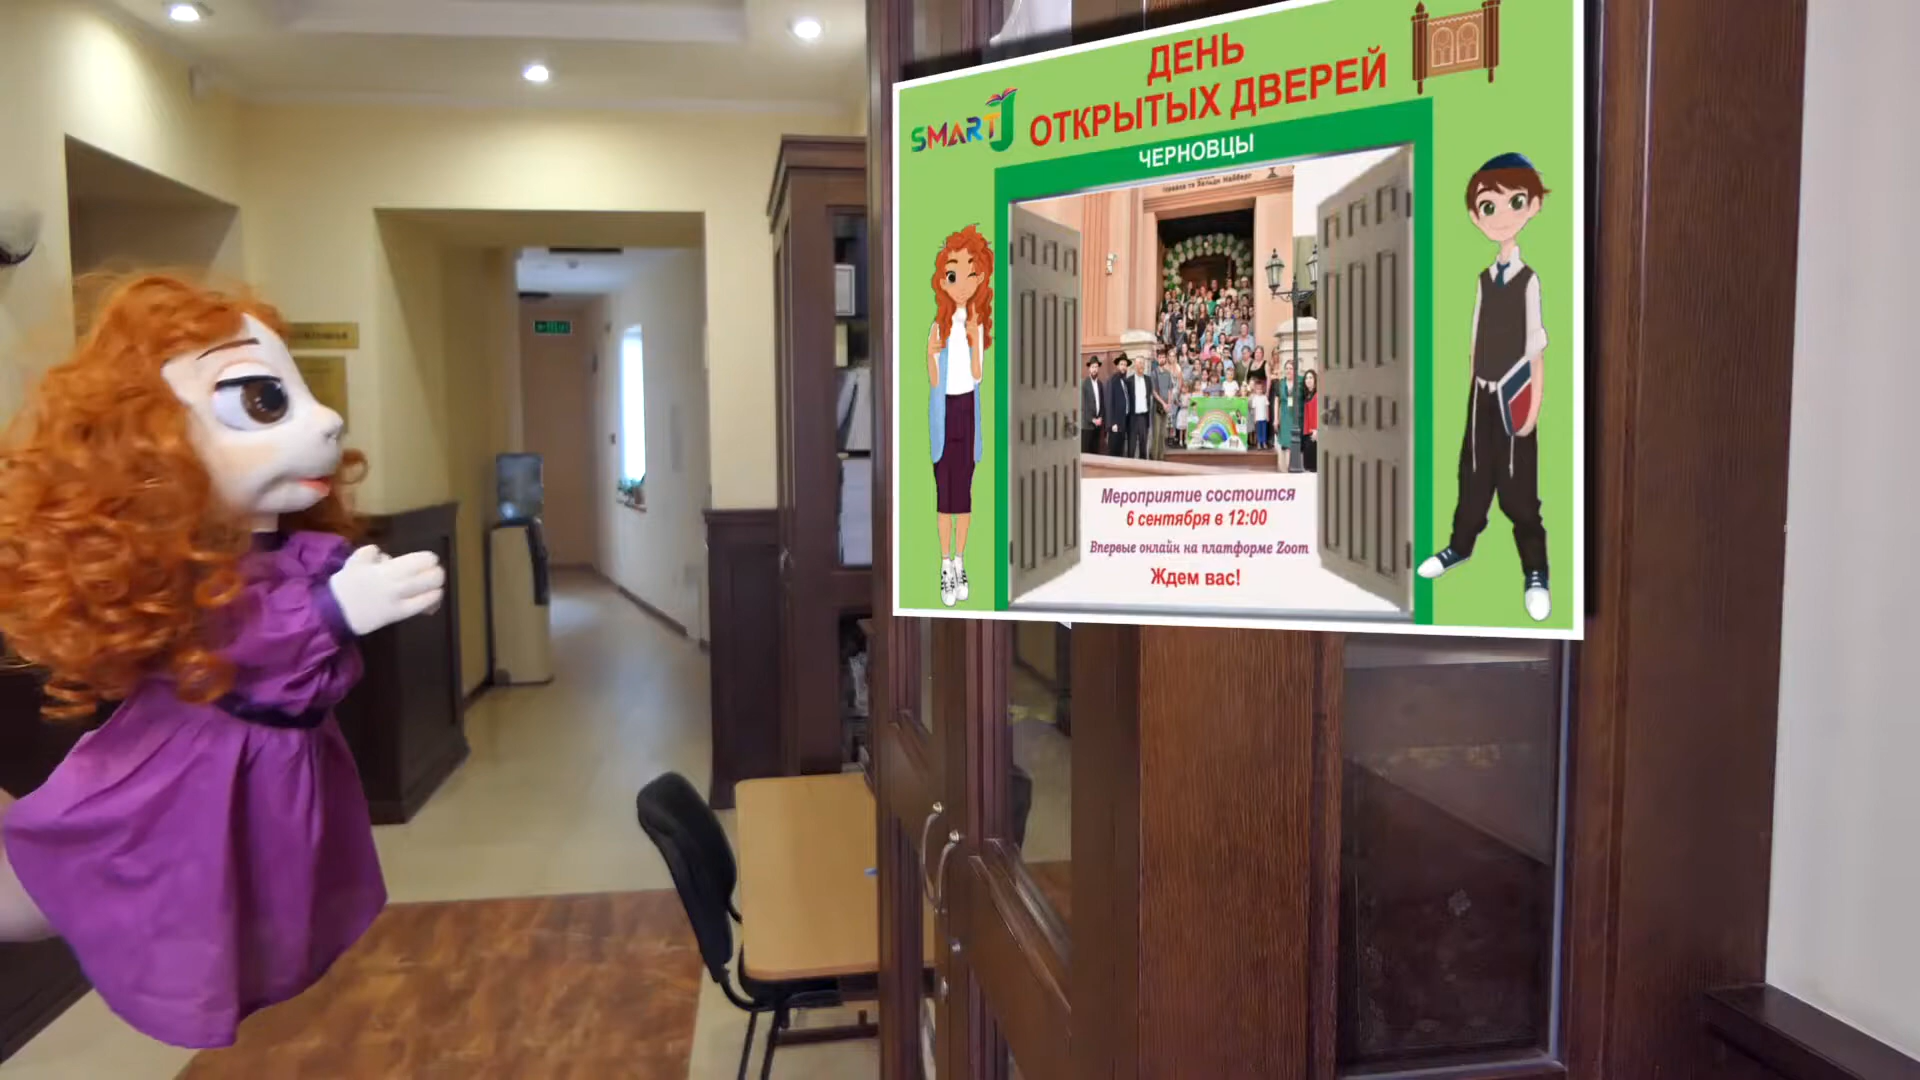 ДЕНЬ
ОТКРЫТЫХ ДВЕРЕЙ
SMART J
ЧЕРНОВЦЫ
Мероприятие состоится
6 сентября в 12:00
Впервые онлайн на платформе Zoom
Ждем вас!